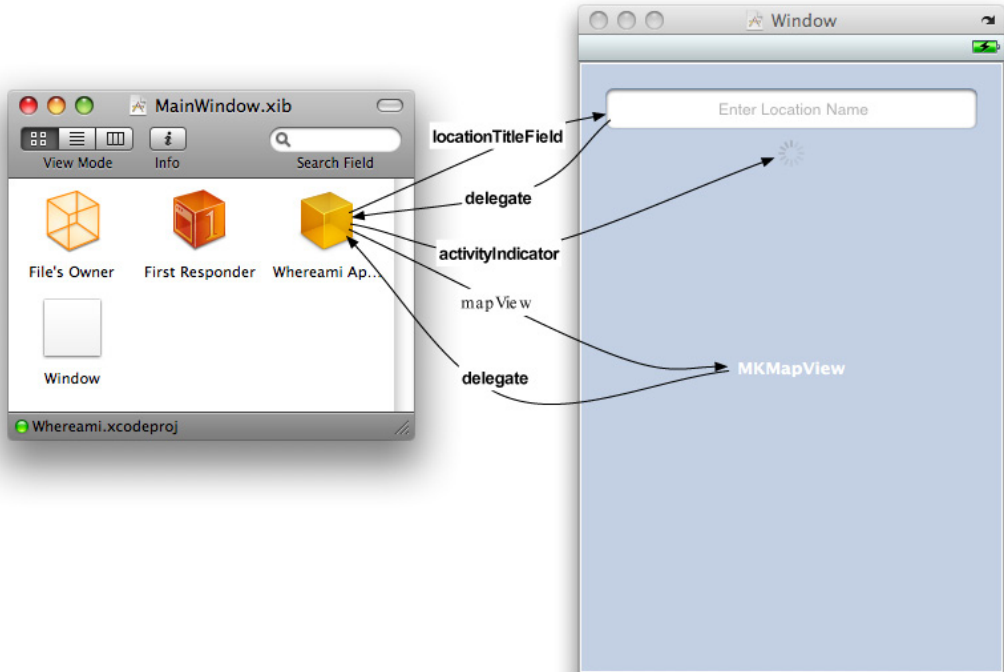 MainWindow.xib
View Mode
Info
Search Field
File's Owner
First Responder
1
Whereami Ap...
Window
Whereami.xcodeproj
locationTitleField
delegate
activityIndicator
mapView
delegate
Window
Enter Location Name
MKMapView